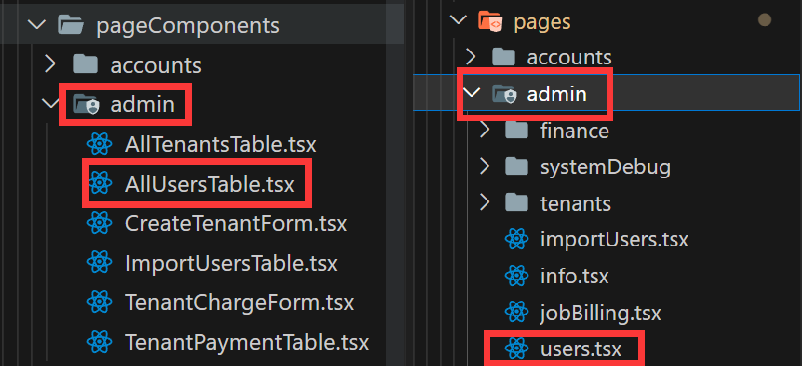 pageComponents
accounts
admin
AllTenantsTable.tsx
AllUsersTable.tsx
CreateTenantForm.tsx
ImportUsersTable.tsx
TenantChargeForm.tsx
TenantPaymentTable.tsx
pages
accounts
admin
finance
systemDebug
tenants
importUsers.tsx
info.tsx
jobBilling.tsx
users.tsx